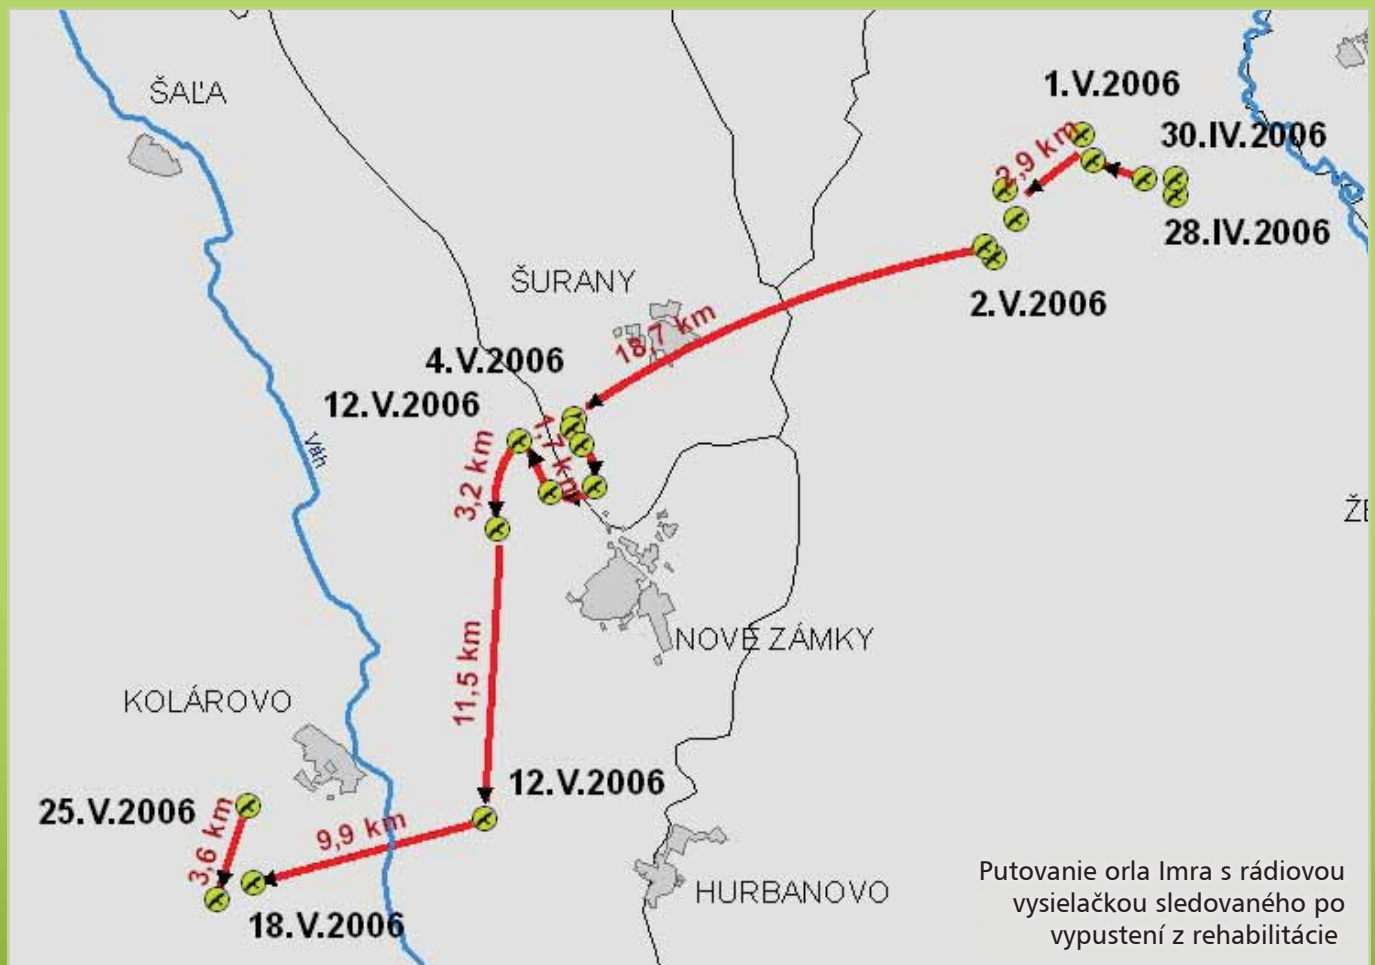 1.V.2006
ŠAĽA
30.IV.2006
2,9 km
28.IV.2006
ŠURANY
2.V.2006
18,7 km
4.V.2006
12.V.2006
1,7 km
3,2 km
Váh
NOVÉ ZÁMKY
11,5 km
KOLÁROVO
12.V.2006
25.V.2006
9,9 km
3,6 km
HURBANOVO
18.V.2006
Putovanie orla Imra s rádiovou
vysielačkou sledovaného po
vypustení z rehabilitácie